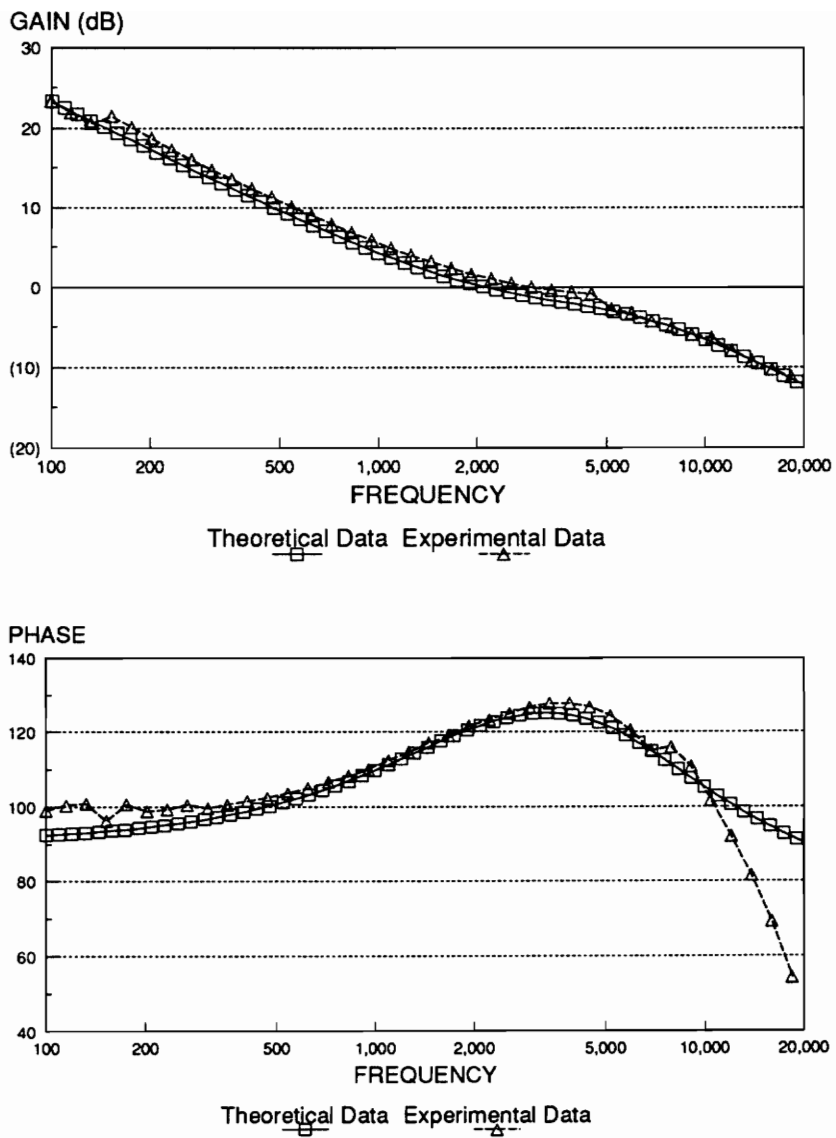 GAIN (dB)
30
20
10
0
(10)
(20)
100 200 500 1,000 2,000 5,000 10,000 20,000
FREQUENCY
Theoretical Data Experimental Data
PHASE
140
120
100
80
60
40
100 200 500 1,000 2,000 5,000 10,000 20,000
FREQUENCY
Theoretical Data Experimental Data